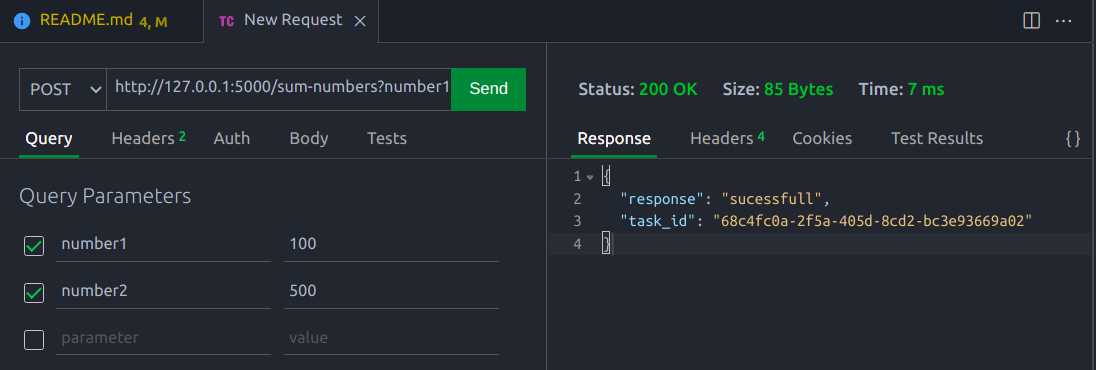 README.md 4, M
TC New Request
POST
http://127.0.0.1:5000/sum-numbers?number1
Send
Query
Headers 2
Auth
Body
Tests
Query Parameters
number1 100
number2 500
parameter value
Status: 200 OK Size: 85 Bytes Time: 7 ms
Response
Headers 4
Cookies
Test Results
{ }
1 {
2 "response": "sucessfull",
3 "task_id": "68c4fc0a-2f5a-405d-8cd2-bc3e93669a02"
4 }